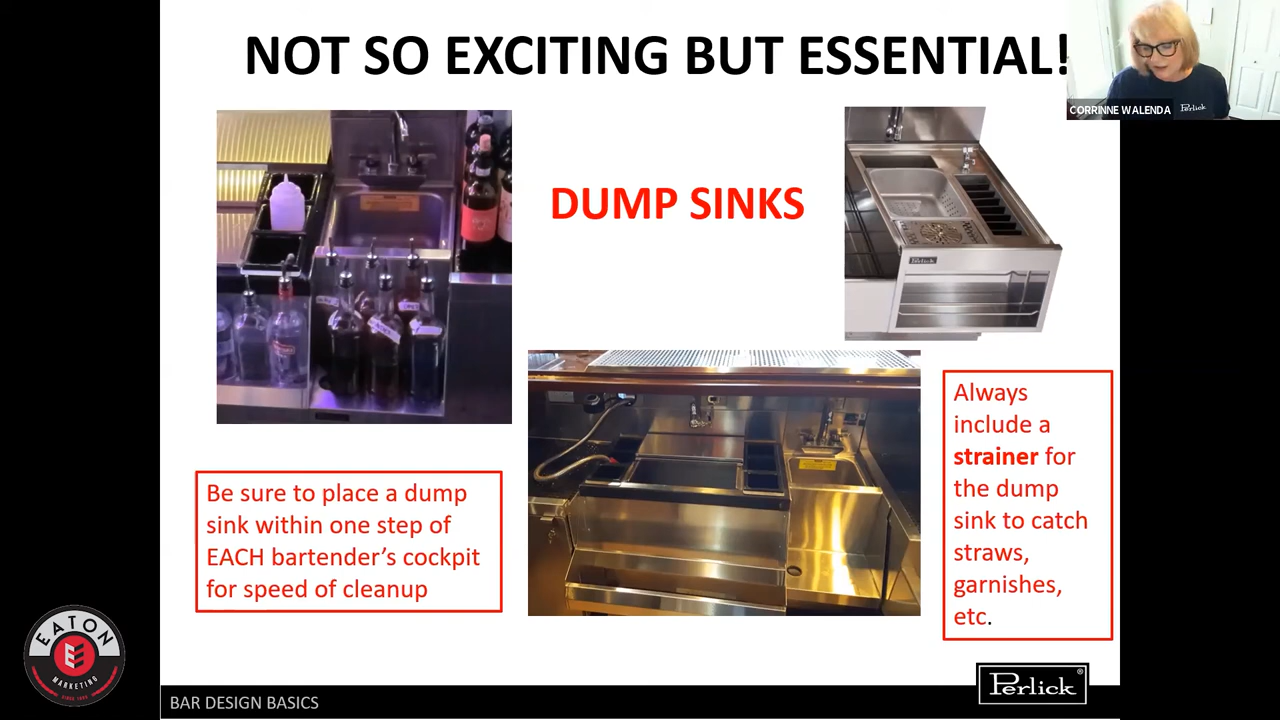 NOT SO EXCITING BUT ESSENTIAL!
Perlick
CORRINNE WALENDA
DUMP SINKS
Perlick
Be sure to place a dump
sink within one step of
EACH bartender’s cockpit
for speed of cleanup
Always
include a
strainer for
the dump
sink to catch
straws,
garnishes,
etc.
EATON
MARKETING
Perlick®
BAR DESIGN BASICS